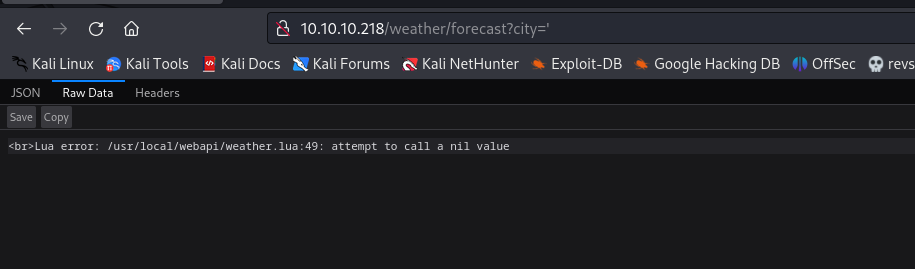 10.10.10.218/weather/forecast?city='
Kali Linux Kali Tools Kali Docs Kali Forums Kali NetHunter Exploit-DB Google Hacking DB OffSec revs
JSON Raw Data Headers
Save Copy
<br>Lua error: /usr/local/webapi/weather.lua:49: attempt to call a nil value